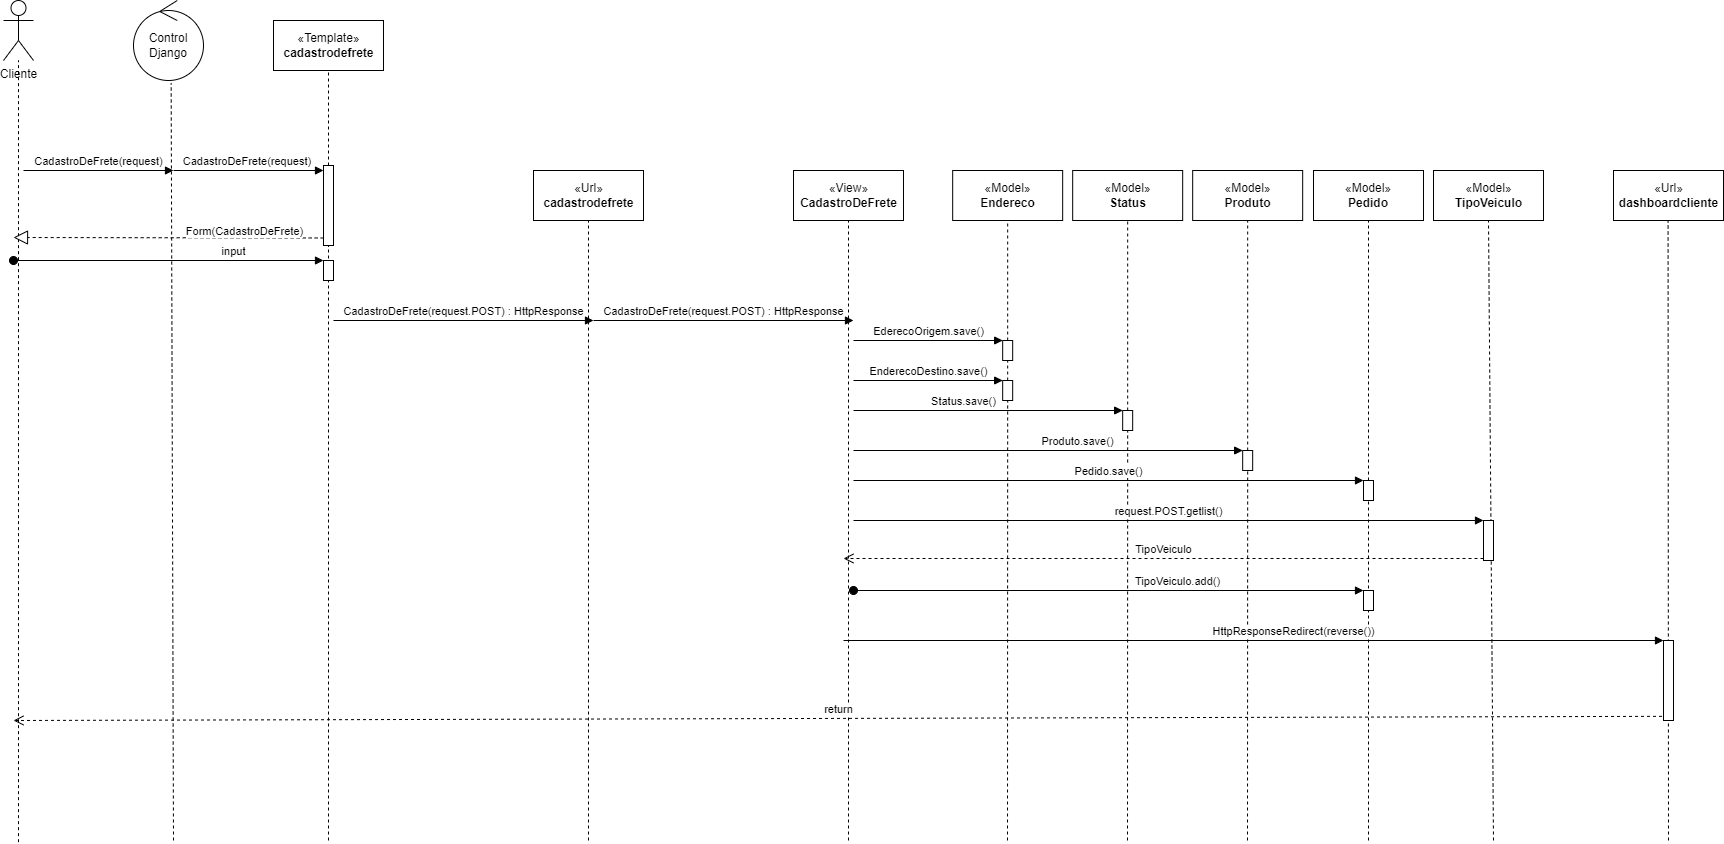 Cliente
Control
Django
«Template»
cadastrodefrete
CadastroDeFrete(request)
CadastroDeFrete(request)
«Url»
cadastrodefrete
«View»
CadastroDeFrete
«Model»
Endereco
«Model»
Status
«Model»
Produto
«Model»
Pedido
«Model»
TipoVeiculo
«Url»
dashboardcliente
Form(CadastroDeFrete)
input
CadastroDeFrete(request.POST) : HttpResponse
CadastroDeFrete(request.POST) : HttpResponse
EderecoOrigem.save()
EnderecoDestino.save()
Status.save()
Produto.save()
Pedido.save()
request.POST.getlist()
TipoVeiculo
TipoVeiculo.add()
HttpResponseRedirect(reverse())
return